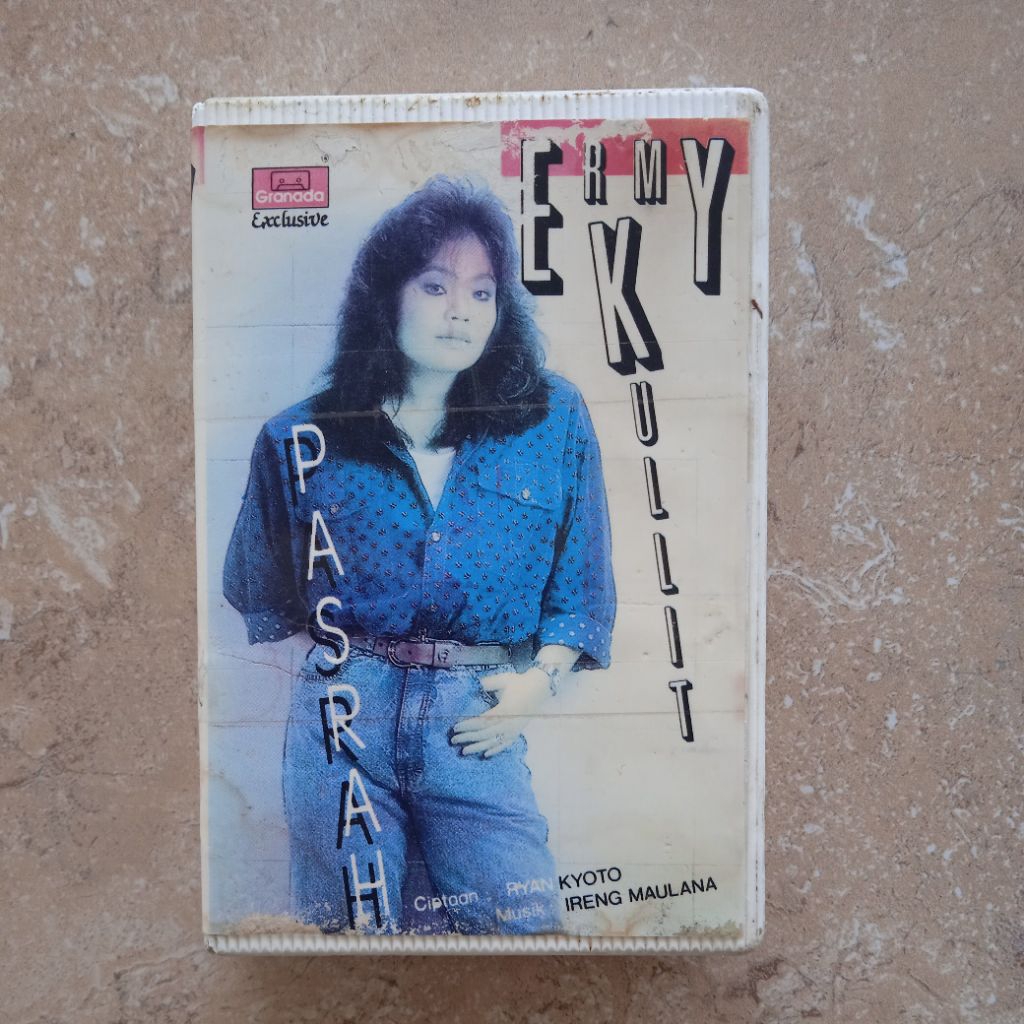 Granada
Exclusive
ERMY
KULLIT
PASRAH
Ciptaan RYAN KYOTO
Musik IRENG MAULANA